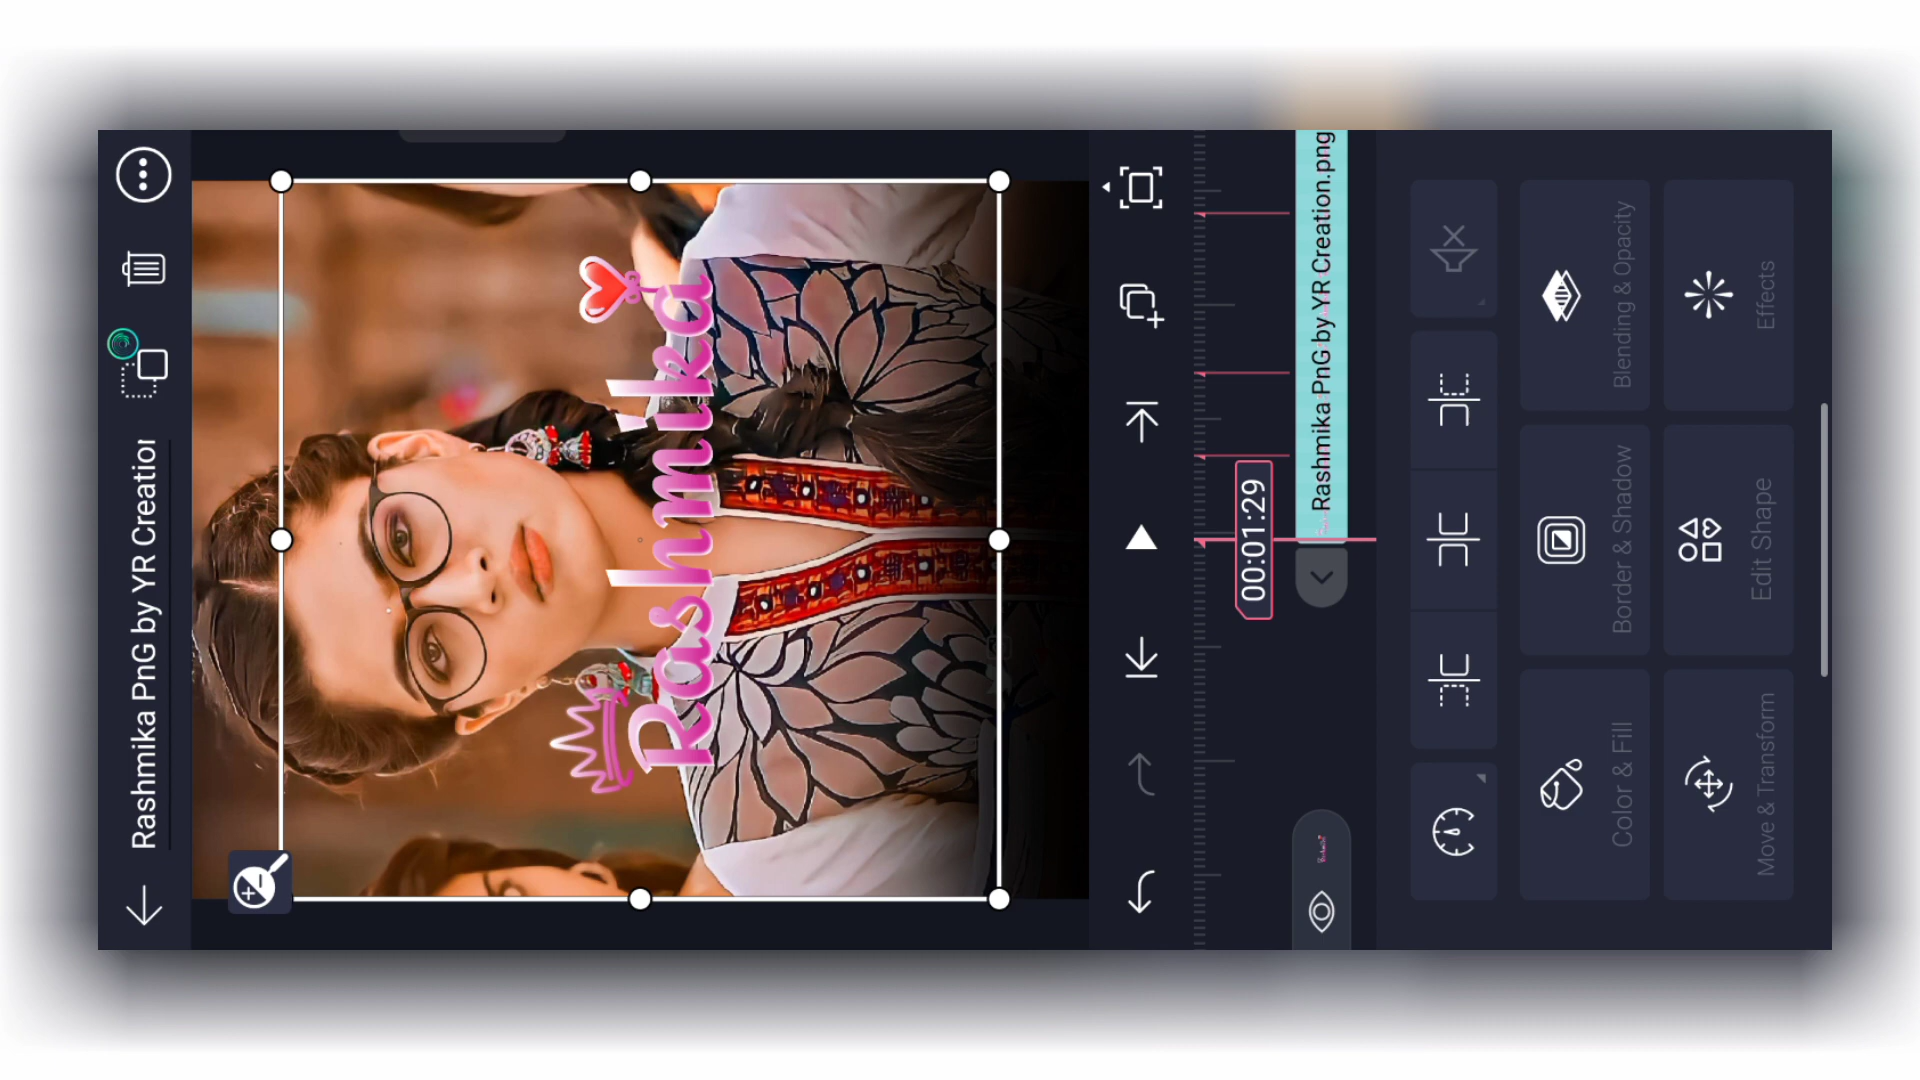 Rashmika PnG by YR Creation
Rashmika
00:01:29
Rashmika PnG by YR Creation.png
Color & Fill
Border & Shadow
Blending & Opacity
Move & Transform
Edit Shape
Effects